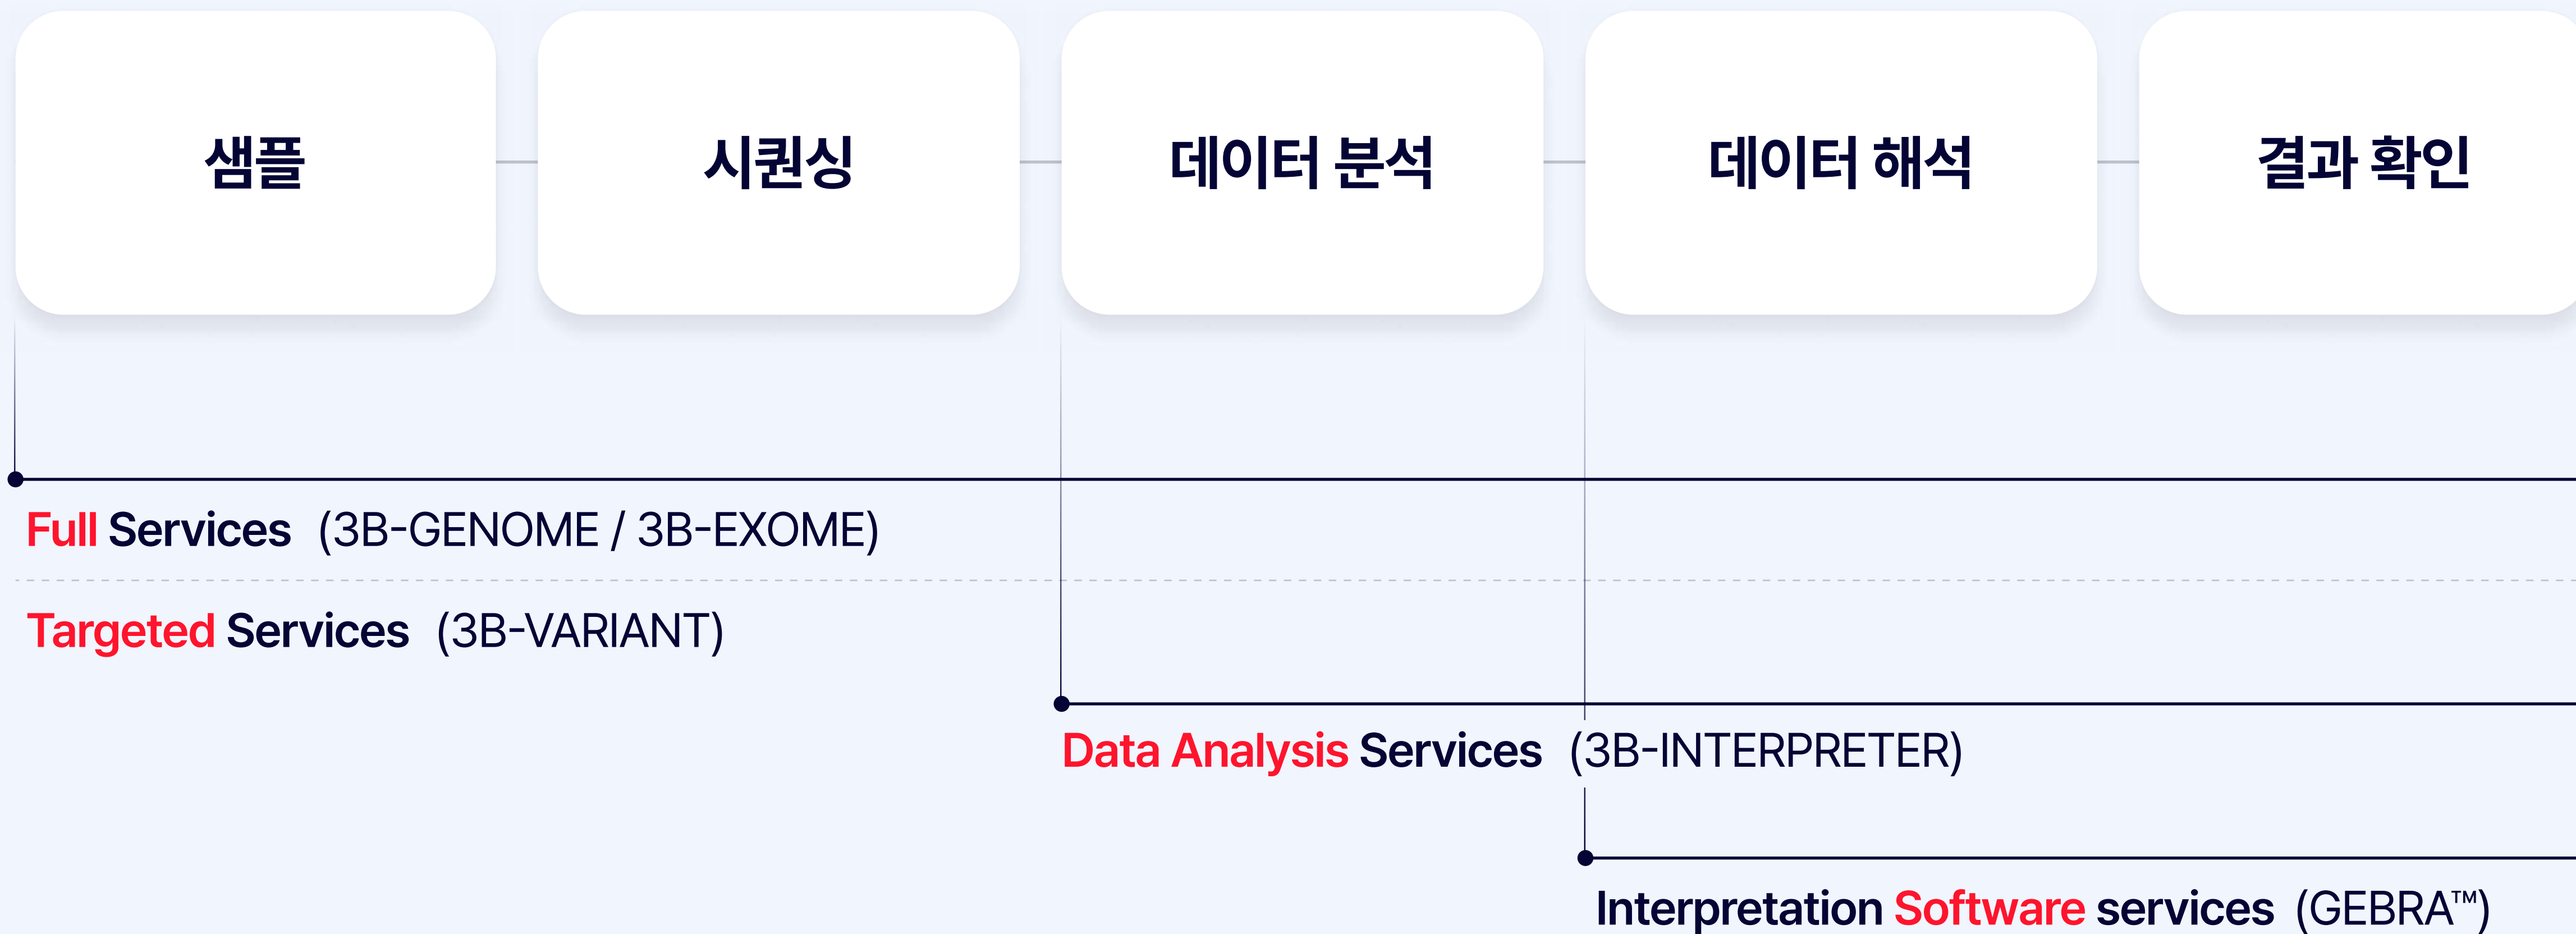 샘플
시퀀싱
데이터 분석
데이터 해석
결과 확인
Full Services (3B-GENOME / 3B-EXOME)
Targeted Services (3B-VARIANT)
Data Analysis Services (3B-INTERPRETER)
Interpretation Software services (GEBRA™)